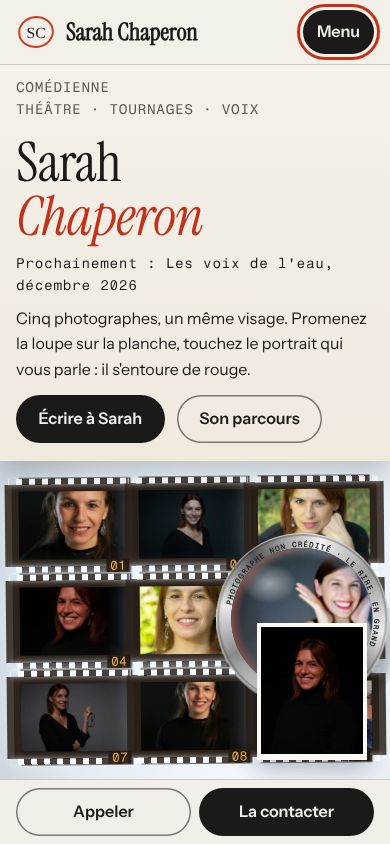 SC
Sarah Chaperon
Menu
COMÉDIENNE
THÉÂTRE · TOURNAGES · VOIX
Sarah
Chaperon
Prochainement : Les voix de l'eau,
décembre 2026
Cinq photographes, un même visage. Promenez
la loupe sur la planche, touchez le portrait qui
vous parle : il s'entoure de rouge.
Écrire à Sarah
Son parcours
01
PHOTOGRAPHE NON CRÉDITÉ · LE RIRE, EN GRAND
04
07
08
Appeler
La contacter